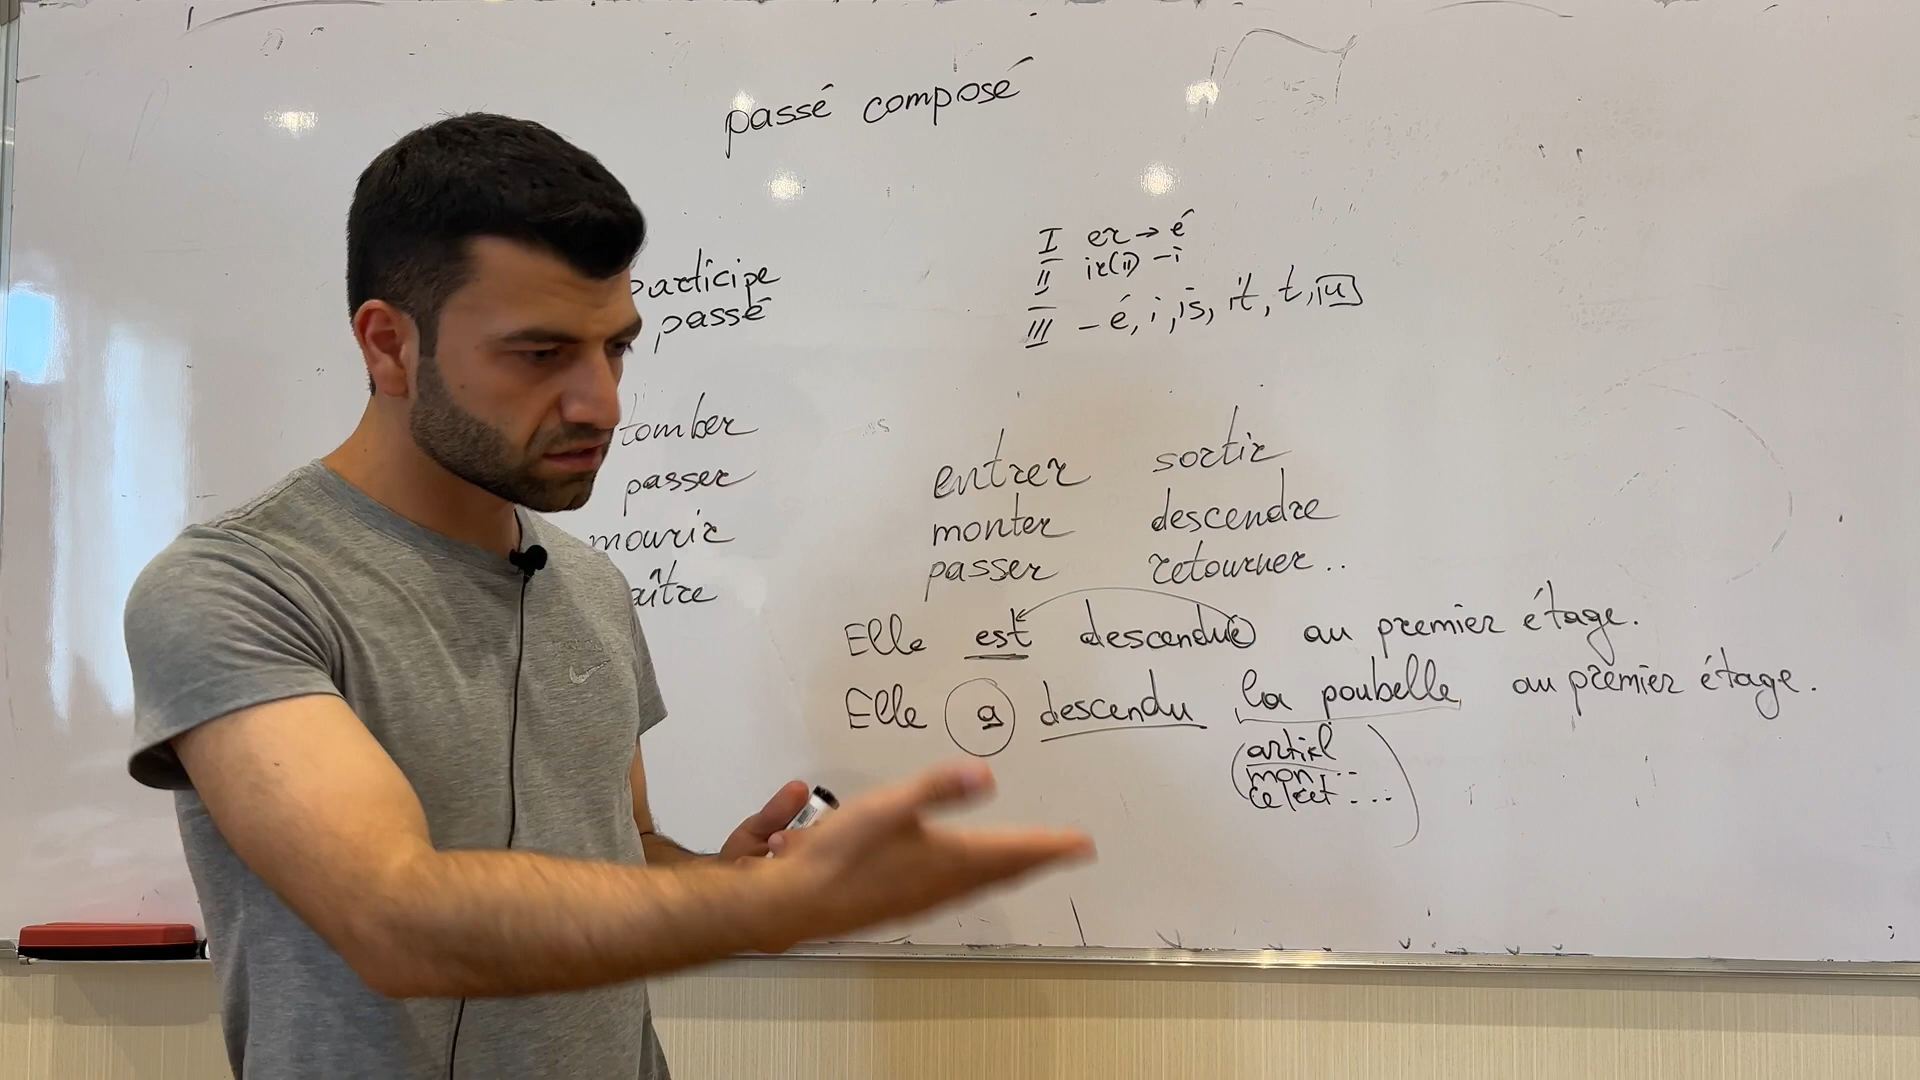 passé composé
participe
passé
I er → é
II ir(ii) - i
III - é, i, is, it, t, u
tomber
passer
mourir
aître
entrer sortir
monter descendre
passer retourner..
Elle est descendue au premier étage.
Elle a descendu la poubelle au premier étage.
(artikl
mon, ..
ce/cet ....)